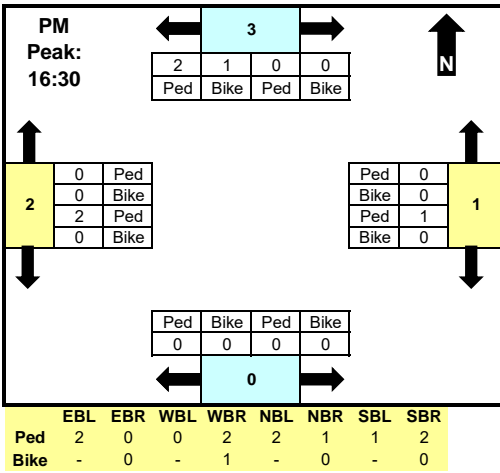 PM
Peak:
16:30
3
N
2 1 0 0
Ped Bike Ped Bike
2
0 Ped
0 Bike
2 Ped
0 Bike
Ped 0
Bike 0
Ped 1
Bike 0
1
Ped Bike Ped Bike
0 0 0 0
0
EBL EBR WBL WBR NBL NBR SBL SBR
Ped 2 0 0 2 2 1 1 2
Bike - 0 - 1 - 0 - 0